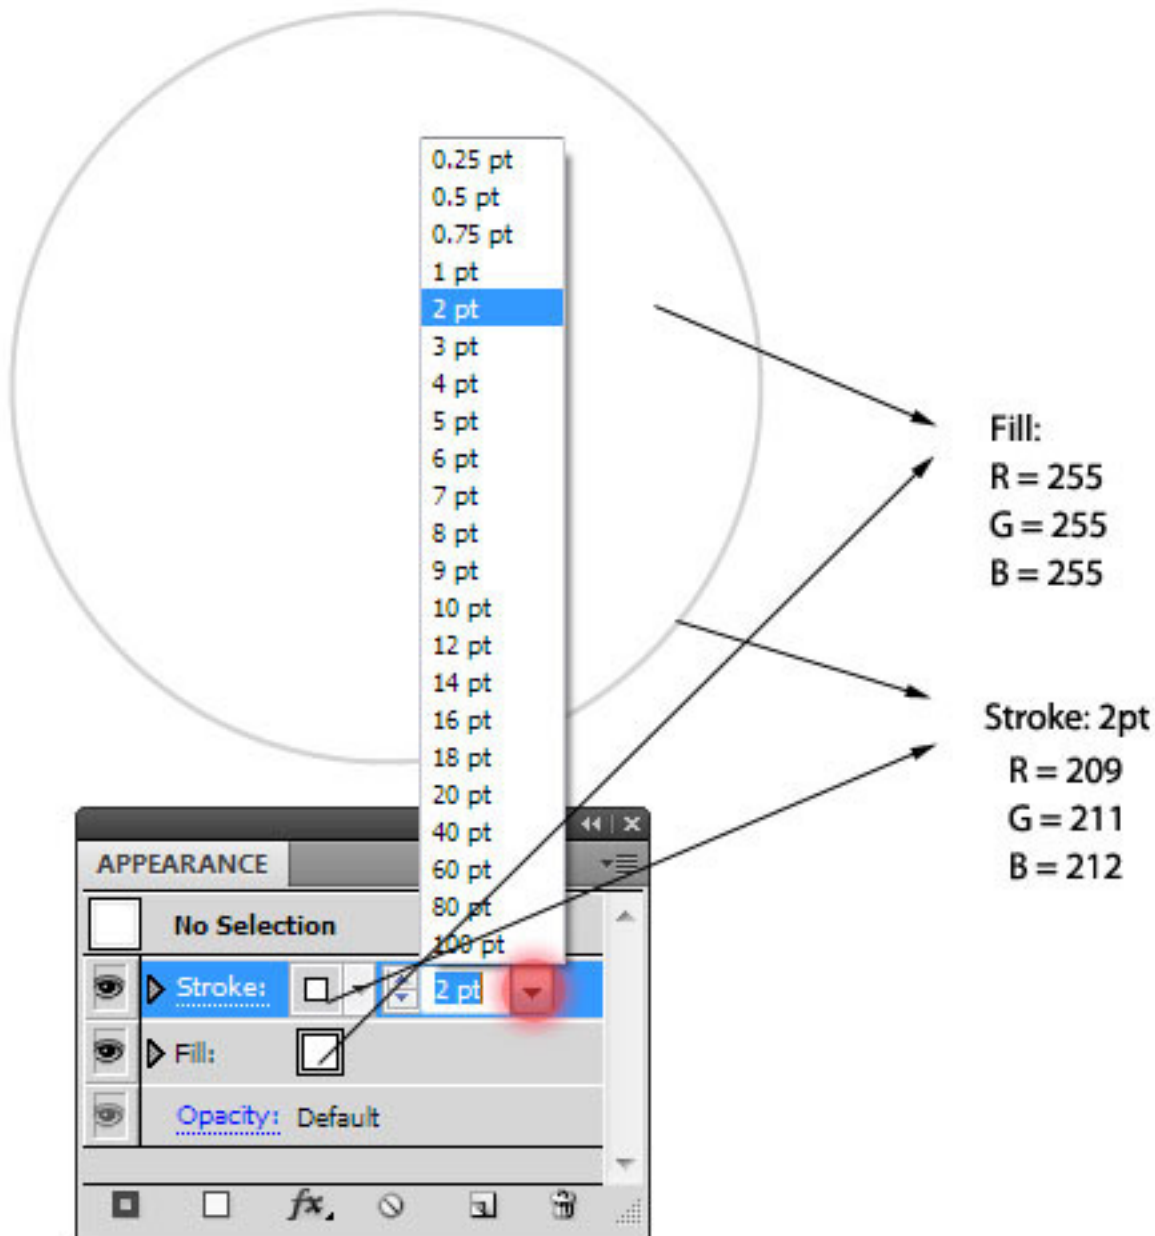 0.25 pt
0.5 pt
0.75 pt
1 pt
2 pt
3 pt
4 pt
5 pt
6 pt
7 pt
8 pt
9 pt
10 pt
12 pt
14 pt
16 pt
18 pt
20 pt
40 pt
60 pt
80 pt
100 pt
Fill:
R = 255
G = 255
B = 255
Stroke: 2pt
R = 209
G = 211
B = 212
APPEARANCE
No Selection
Stroke: 2 pt
Fill:
Opacity: Default
fx